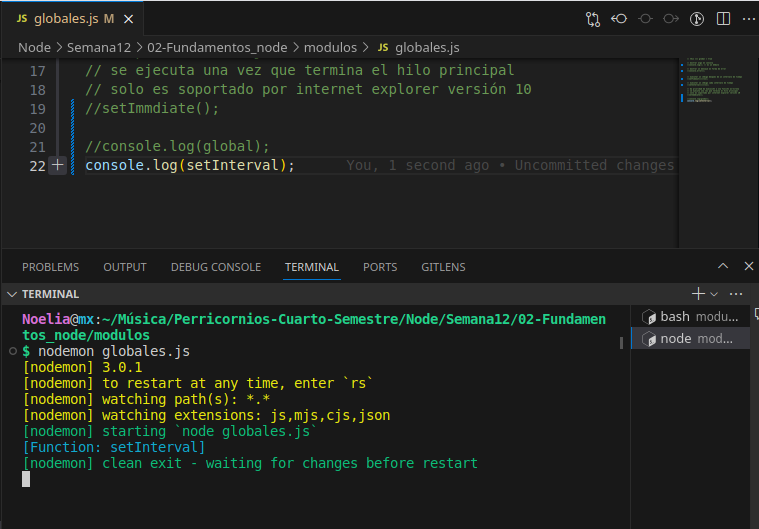 JS globales.js M
Node > Semana12 > 02-Fundamentos_node > modulos > JS globales.js
17 // se ejecuta una vez que termina el hilo principal
18 // solo es soportado por internet explorer versión 10
19 //setImmdiate();
20
21 //console.log(global);
22 console.log(setInterval); You, 1 second ago • Uncommitted changes
PROBLEMS OUTPUT DEBUG CONSOLE TERMINAL PORTS GITLENS
TERMINAL
Noelia@mx:~/Música/Perricornios-Cuarto-Semestre/Node/Semana12/02-Fundamen
tos_node/modulos
$ nodemon globales.js
[nodemon] 3.0.1
[nodemon] to restart at any time, enter `rs`
[nodemon] watching path(s): *.*
[nodemon] watching extensions: js,mjs,cjs,json
[nodemon] starting `node globales.js`
[Function: setInterval]
[nodemon] clean exit - waiting for changes before restart
bash modu...
node mod...